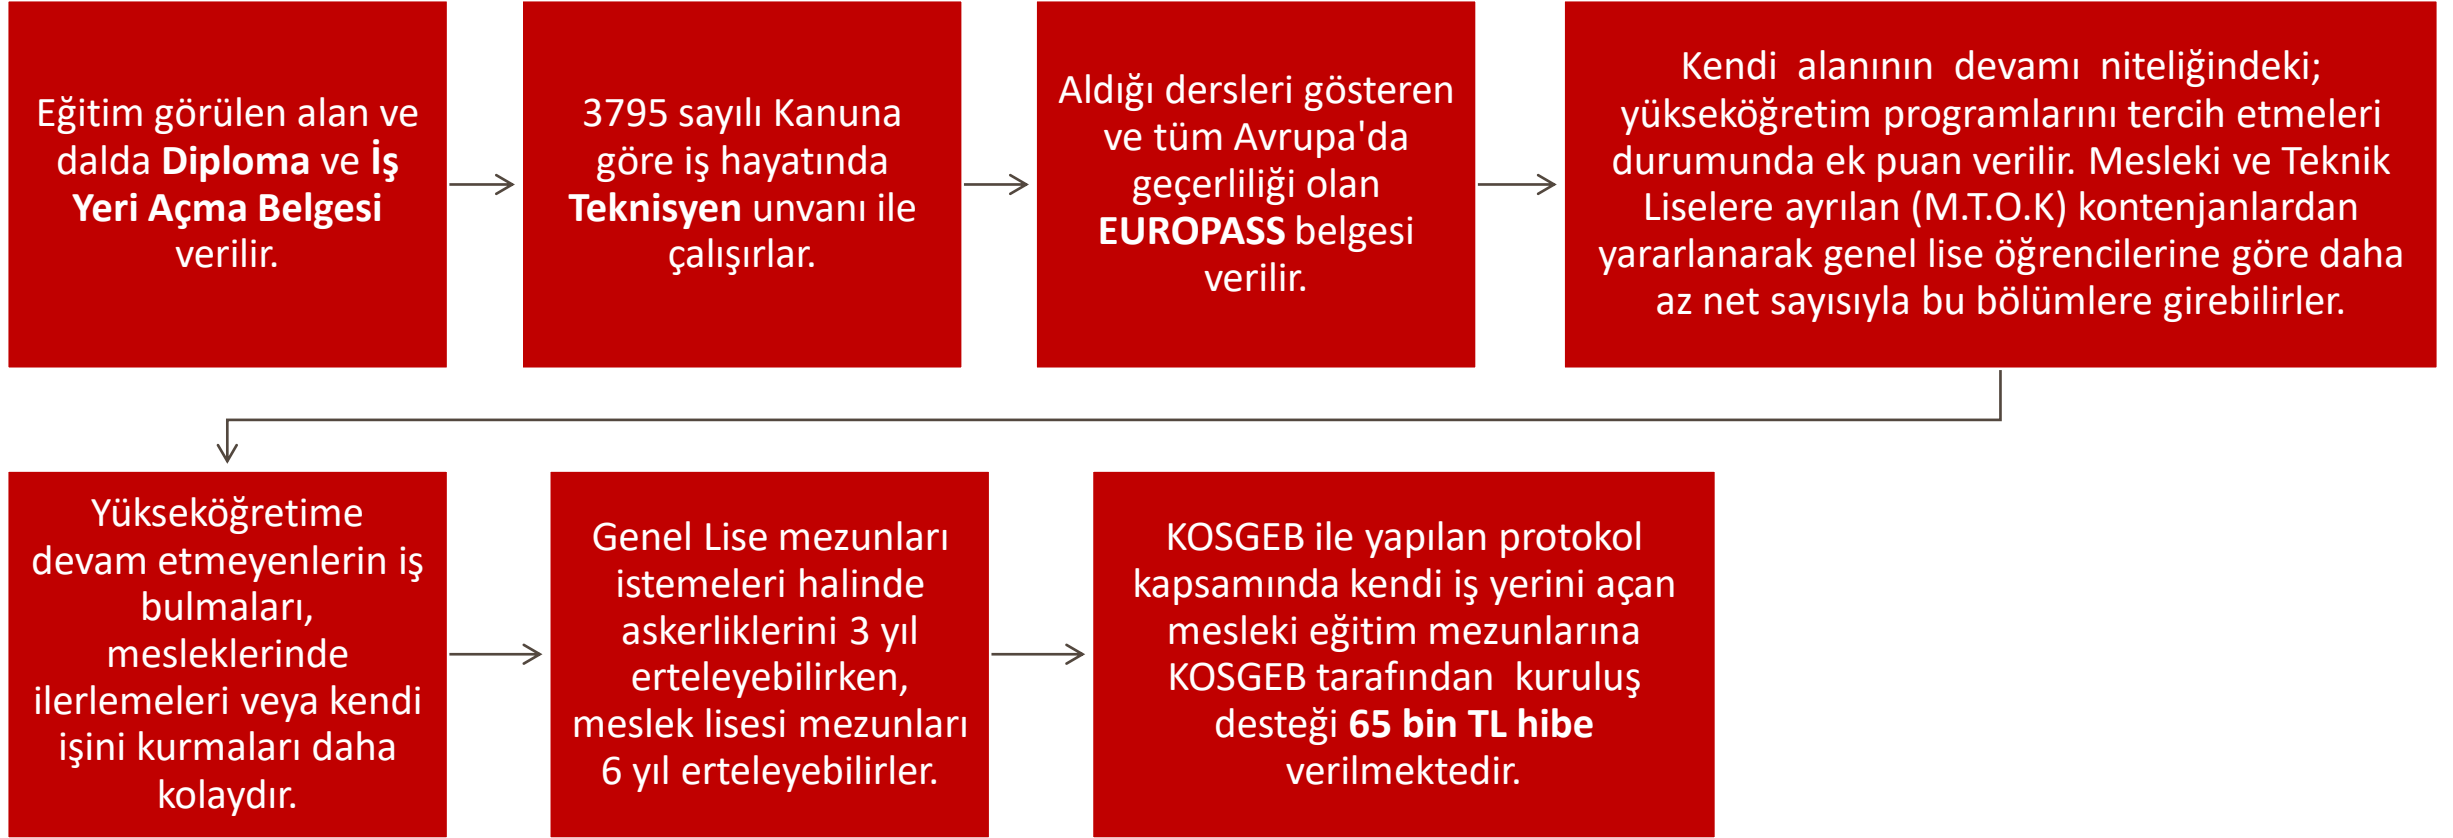 Eğitim görülen alan ve
dalda Diploma ve İş
Yeri Açma Belgesi
verilir.
3795 sayılı Kanuna
göre iş hayatında
Teknisyen unvanı ile
çalışırlar.
Aldığı dersleri gösteren
ve tüm Avrupa'da
geçerliliği olan
EUROPASS belgesi
verilir.
Kendi alanının devamı niteliğindeki;
yükseköğretim programlarını tercih etmeleri
durumunda ek puan verilir. Mesleki ve Teknik
Liselere ayrılan (M.T.O.K) kontenjanlardan
yararlanarak genel lise öğrencilerine göre daha
az net sayısıyla bu bölümlere girebilirler.
Yükseköğretime
devam etmeyenlerin iş
bulmaları,
mesleklerinde
ilerlemeleri veya kendi
işini kurmaları daha
kolaydır.
Genel Lise mezunları
istemeleri halinde
askerliklerini 3 yıl
erteleyebilirken,
meslek lisesi mezunları
6 yıl erteleyebilirler.
KOSGEB ile yapılan protokol
kapsamında kendi iş yerini açan
mesleki eğitim mezunlarına
KOSGEB tarafından kuruluş
desteği 65 bin TL hibe
verilmektedir.